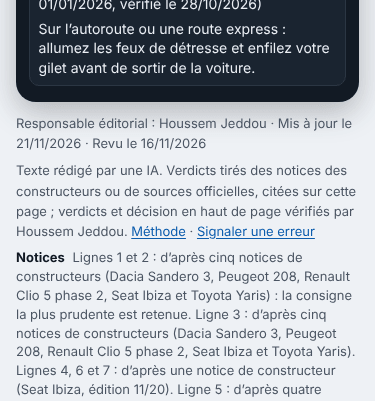 01/01/2026, vérifié le 28/10/2026)
Sur l’autoroute ou une route express :
allumez les feux de détresse et enfilez votre
gilet avant de sortir de la voiture.
Responsable éditorial : Houssem Jeddou · Mis à jour le
21/11/2026 · Revu le 16/11/2026
Texte rédigé par une IA. Verdicts tirés des notices des
constructeurs ou de sources officielles, citées sur cette
page ; verdicts et décision en haut de page vérifiés par
Houssem Jeddou. Méthode · Signaler une erreur
Notices Lignes 1 et 2 : d’après cinq notices de
constructeurs (Dacia Sandero 3, Peugeot 208, Renault
Clio 5 phase 2, Seat Ibiza et Toyota Yaris) : la consigne
la plus prudente est retenue. Ligne 3 : d’après cinq
notices de constructeurs (Dacia Sandero 3, Peugeot
208, Renault Clio 5 phase 2, Seat Ibiza et Toyota Yaris).
Lignes 4, 6 et 7 : d’après une notice de constructeur
(Seat Ibiza, édition 11/20). Ligne 5 : d’après quatre